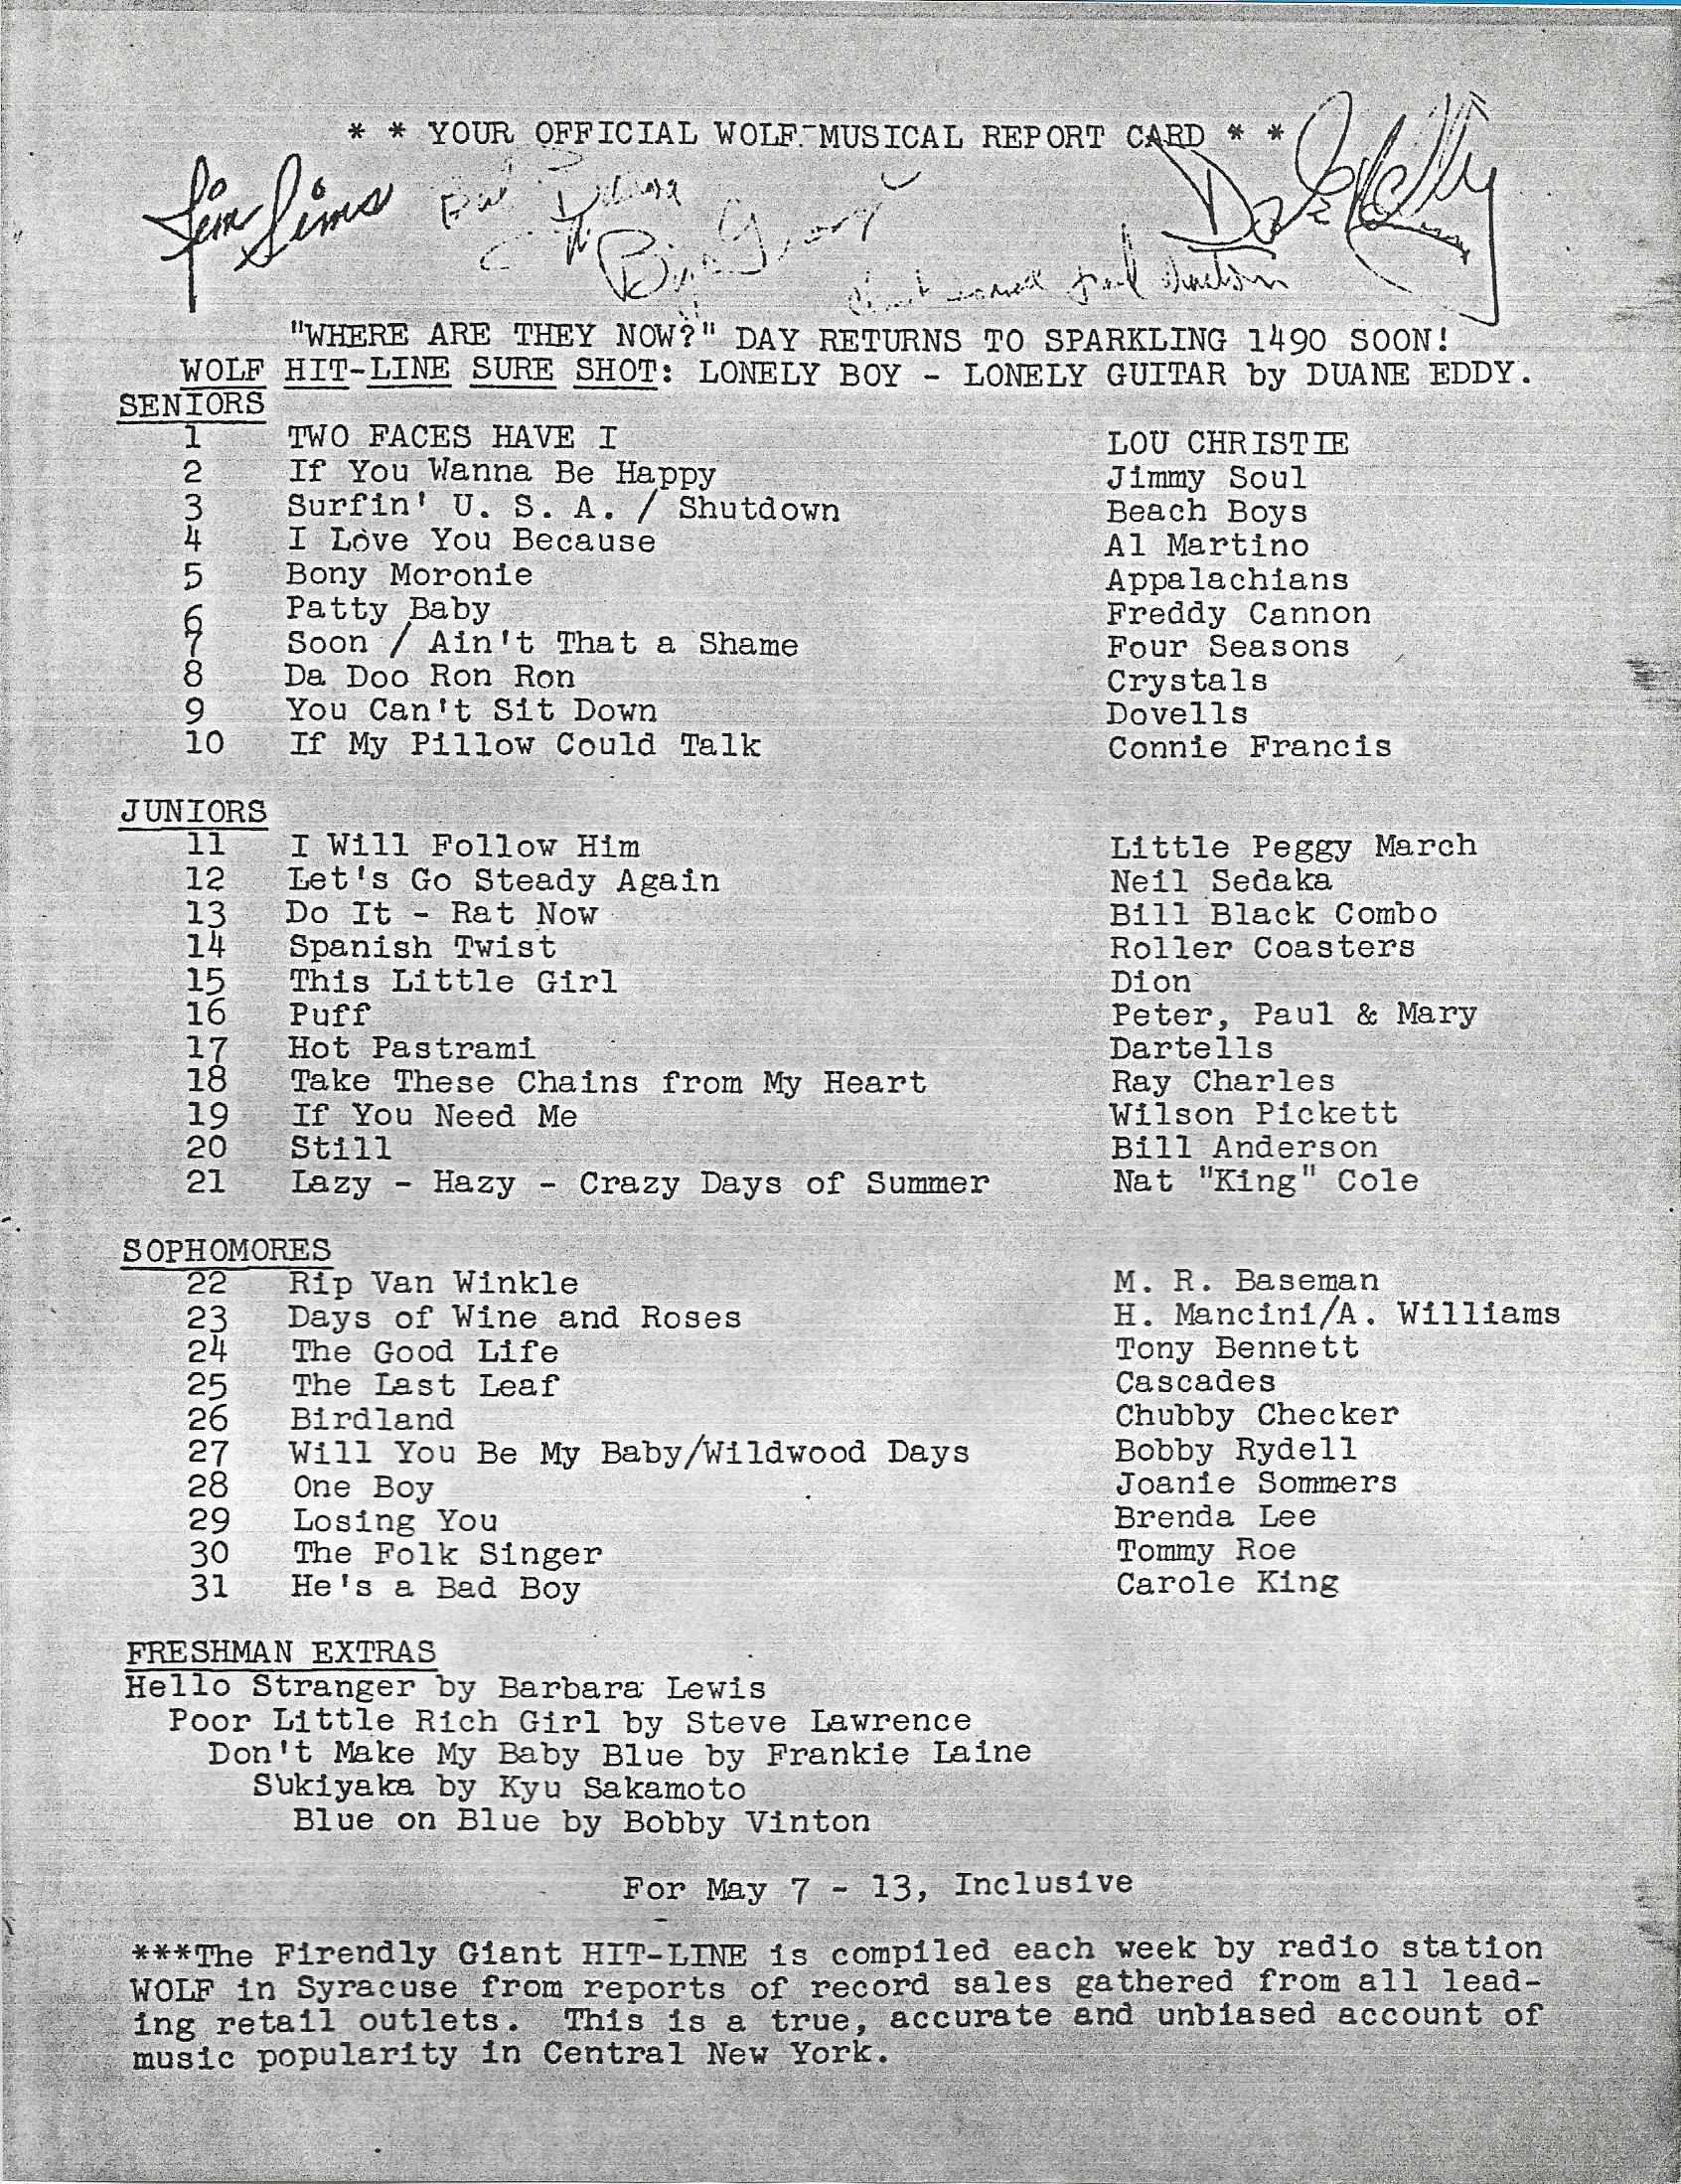 * * YOUR OFFICIAL WOLF-MUSICAL REPORT CARD * *
Jim Sims
"WHERE ARE THEY NOW?" DAY RETURNS TO SPARKLING 1490 SOON!
WOLF HIT-LINE SURE SHOT: LONELY BOY - LONELY GUITAR by DUANE EDDY.
SENIORS
1 TWO FACES HAVE I LOU CHRISTIE
2 If You Wanna Be Happy Jimmy Soul
3 Surfin' U. S. A. / Shutdown Beach Boys
4 I Love You Because Al Martino
5 Bony Moronie Appalachians
6 Patty Baby Freddy Cannon
7 Soon / Ain't That a Shame Four Seasons
8 Da Doo Ron Ron Crystals
9 You Can't Sit Down Dovells
10 If My Pillow Could Talk Connie Francis
JUNIORS
11 I Will Follow Him Little Peggy March
12 Let's Go Steady Again Neil Sedaka
13 Do It - Rat Now Bill Black Combo
14 Spanish Twist Roller Coasters
15 This Little Girl Dion
16 Puff Peter, Paul & Mary
17 Hot Pastrami Dartells
18 Take These Chains from My Heart Ray Charles
19 If You Need Me Wilson Pickett
20 Still Bill Anderson
21 Lazy - Hazy - Crazy Days of Summer Nat "King" Cole
SOPHOMORES
22 Rip Van Winkle M. R. Baseman
23 Days of Wine and Roses H. Mancini/A. Williams
24 The Good Life Tony Bennett
25 The Last Leaf Cascades
26 Birdland Chubby Checker
27 Will You Be My Baby/Wildwood Days Bobby Rydell
28 One Boy Joanie Sommers
29 Losing You Brenda Lee
30 The Folk Singer Tommy Roe
31 He's a Bad Boy Carole King
FRESHMAN EXTRAS
Hello Stranger by Barbara Lewis
Poor Little Rich Girl by Steve Lawrence
Don't Make My Baby Blue by Frankie Laine
Sukiyaka by Kyu Sakamoto
Blue on Blue by Bobby Vinton
For May 7 - 13, Inclusive
***The Firendly Giant HIT-LINE is compiled each week by radio station
WOLF in Syracuse from reports of record sales gathered from all lead-
ing retail outlets. This is a true, accurate and unbiased account of
music popularity in Central New York.